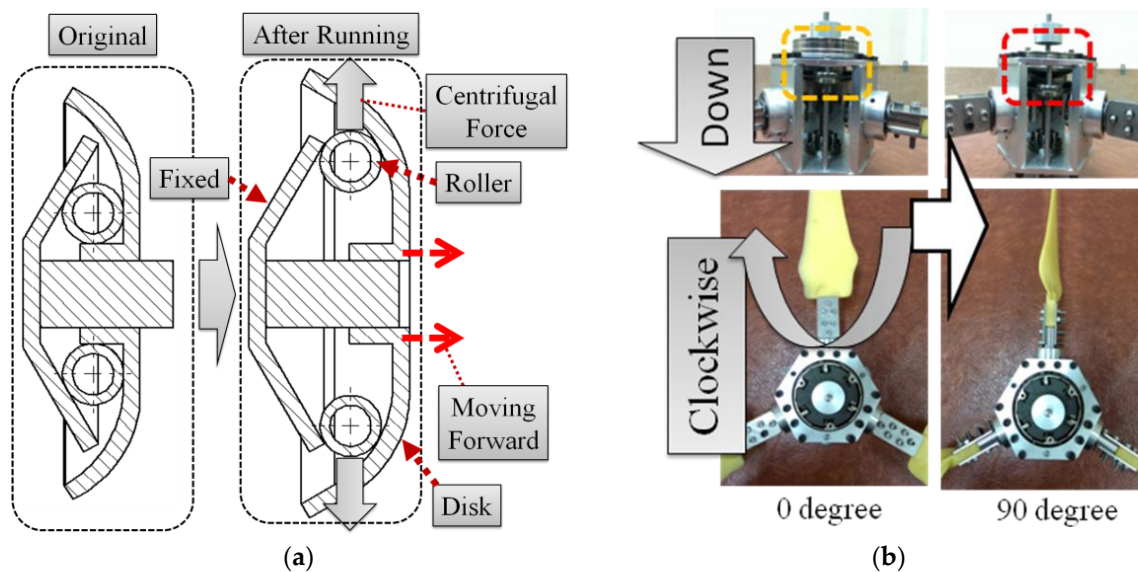 Original
After Running
Centrifugal
Force
Fixed
Roller
Moving
Forward
Disk
(a)
Down
Clockwise
0 degree
90 degree
(b)